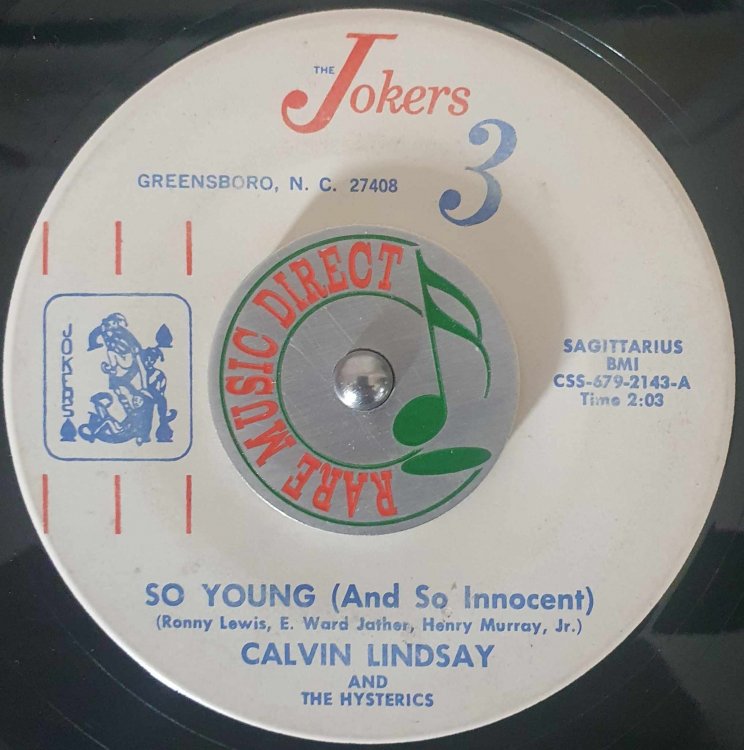 THE Jokers
3
GREENSBORO, N. C. 27408
RARE MUSIC DIRECT
JOKERS
SAGITTARIUS
BMI
CSS-679-2143-A
Time 2:03
SO YOUNG (And So Innocent)
(Ronny Lewis, E. Ward Jather, Henry Murray, Jr.)
CALVIN LINDSAY
AND
THE HYSTERICS